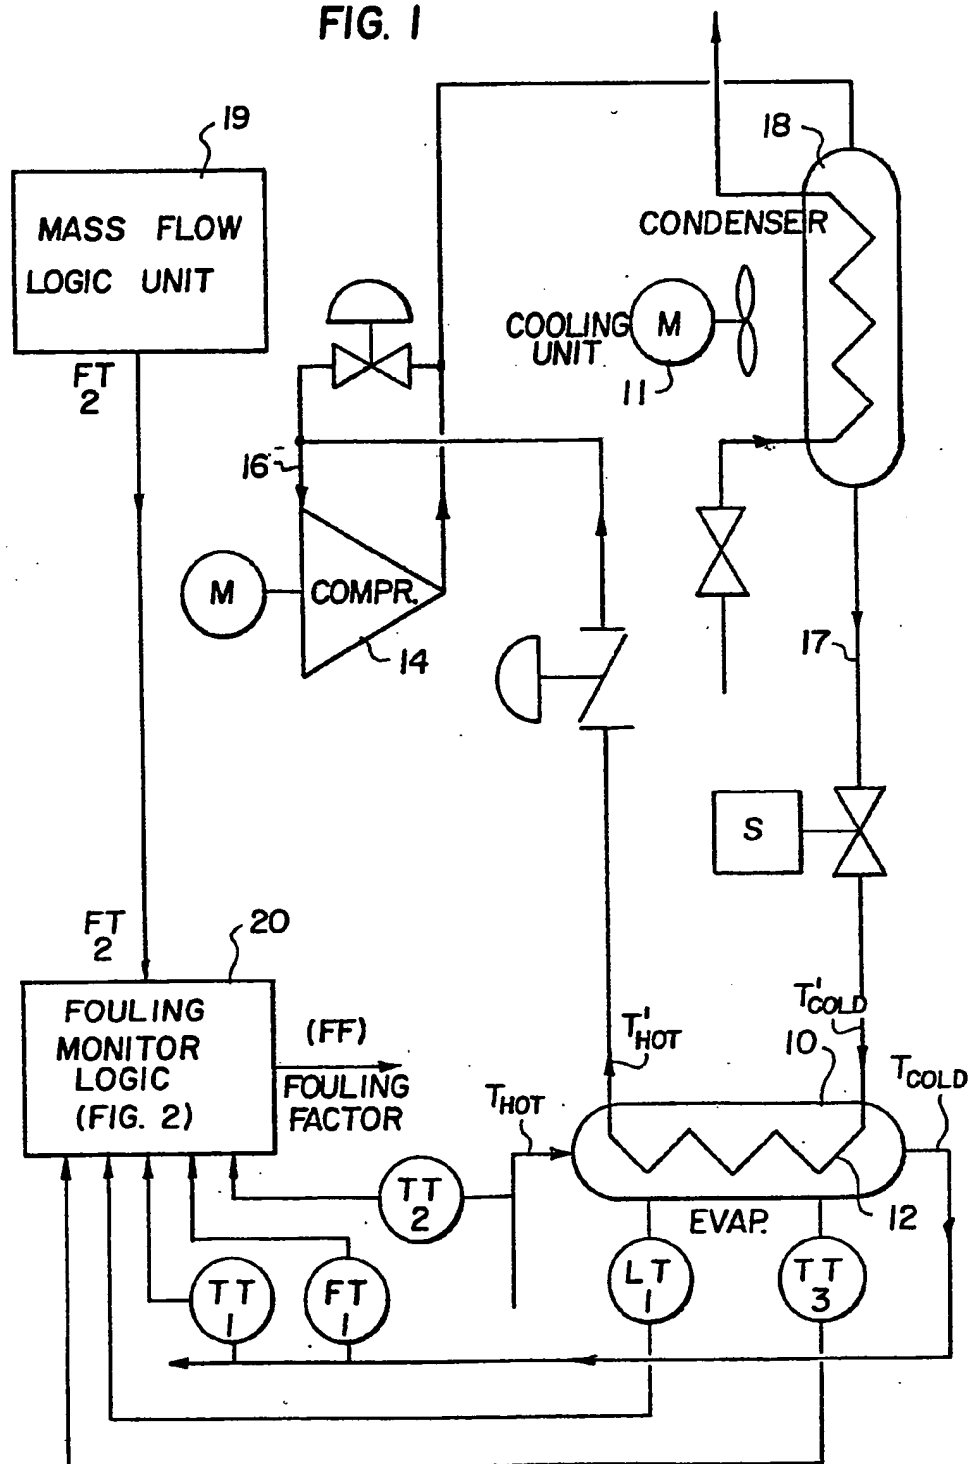 FIG. 1
19
18
MASS FLOW
LOGIC UNIT
CONDENSER
COOLING
UNIT
M
11
FT
2
16
M
COMPR.
14
17
S
FT
2
20
FOULING
MONITOR
LOGIC
(FIG. 2)
(FF)
FOULING
FACTOR
T'HOT
T'COLD
10
TCOLD
THOT
TT
2
EVAP.
12
TT
1
FT
1
LT
1
TT
3